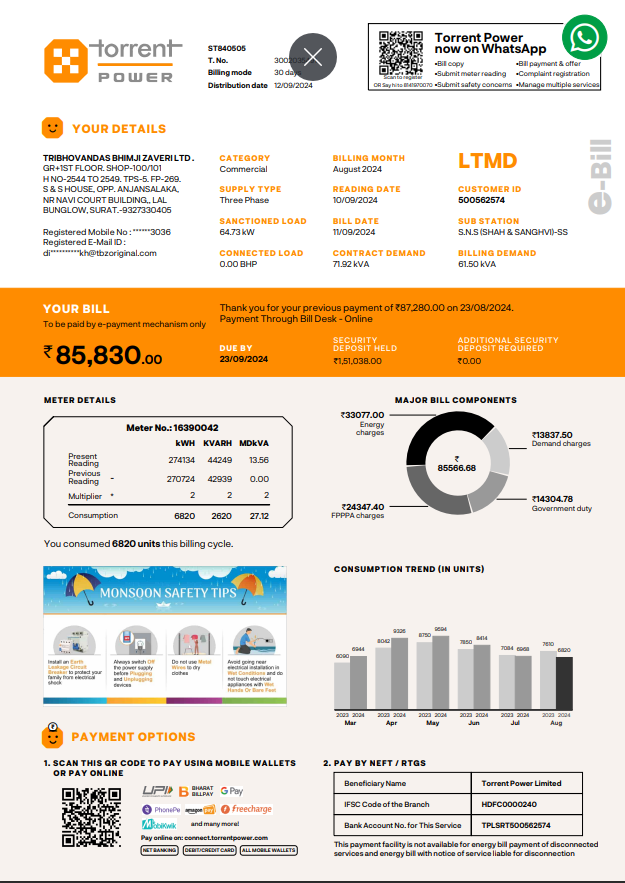 torrent
POWER
ST840505
T. No.
Billing mode 30 days
Distribution date 12/09/2024
Scan to register
OR Say hi to 8141970070
Torrent Power
now on WhatsApp
•Bill copy •Bill payment & offer
•Submit meter reading •Complaint registration
•Submit safety concerns •Manage multiple services
e-Bill
YOUR DETAILS
TRIBHOVANDAS BHIMJI ZAVERI LTD .
GR+1ST FLOOR. SHOP-100/101
H NO-2544 TO 2549. TPS-5. FP-269.
S & S HOUSE, OPP. ANJANSALAKA,
NR NAVI COURT BUILDING,, LAL
BUNGLOW, SURAT.-9327330405
Registered Mobile No : ******3036
Registered E-Mail ID :
di**********kh@tbzoriginal.com
CATEGORY
Commercial
BILLING MONTH
August 2024
LTMD
SUPPLY TYPE
Three Phase
READING DATE
10/09/2024
CUSTOMER ID
500562574
SANCTIONED LOAD
64.73 kW
BILL DATE
11/09/2024
SUB STATION
S.N.S (SHAH & SANGHVI)-SS
CONNECTED LOAD
0.00 BHP
CONTRACT DEMAND
71.92 kVA
BILLING DEMAND
61.50 kVA
YOUR BILL
To be paid by e-payment mechanism only
₹85,830.00
Thank you for your previous payment of ₹87,280.00 on 23/08/2024.
Payment Through Bill Desk - Online
DUE BY
23/09/2024
SECURITY
DEPOSIT HELD
₹1,51,038.00
ADDITIONAL SECURITY
DEPOSIT REQUIRED
₹0.00
METER DETAILS
Meter No.: 16390042
kWH KVARH MDkVA
Present
Reading 274134 44249 13.56
Previous
Reading - 270724 42939 0.00
Multiplier * 2 2 2
Consumption 6820 2620 27.12
You consumed 6820 units this billing cycle.
MAJOR BILL COMPONENTS
₹33077.00
Energy
charges
₹13837.50
Demand charges
₹
85566.68
₹24347.40
FPPPA charges
₹14304.78
Government duty
MONSOON SAFETY TIPS
Install an Earth
Leakage Circuit
Breaker to protect your
family from electrical
shock
Always switch Off
the power supply
before Plugging
and Unplugging
devices
Do not use Metal
Wires to dry
clothes
Avoid going near
electrical installation in
Wet Conditions and do
not touch electrical
appliances with Wet
Hands Or Bare Feet
CONSUMPTION TREND (IN UNITS)
6090 6944 8042 9326 8750 9594 7850 8414 7084 6968 7610 6820
2023 2024 2023 2024 2023 2024 2023 2024 2023 2024 2023 2024
Mar Apr May Jun Jul Aug
PAYMENT OPTIONS
1. SCAN THIS QR CODE TO PAY USING MOBILE WALLETS
OR PAY ONLINE
UPI BHARAT BILLPAY G Pay
PhonePe amazon pay freecharge
MobiKwik and many more!
Pay online on: connect.torrentpower.com
NET BANKING DEBIT/CREDIT CARD ALL MOBILE WALLETS
2. PAY BY NEFT / RTGS
Beneficiary Name Torrent Power Limited
IFSC Code of the Branch HDFC0000240
Bank Account No. for This Service TPLSRT500562574
This payment facility is not available for energy bill payment of disconnected
services and energy bill with notice of service liable for disconnection